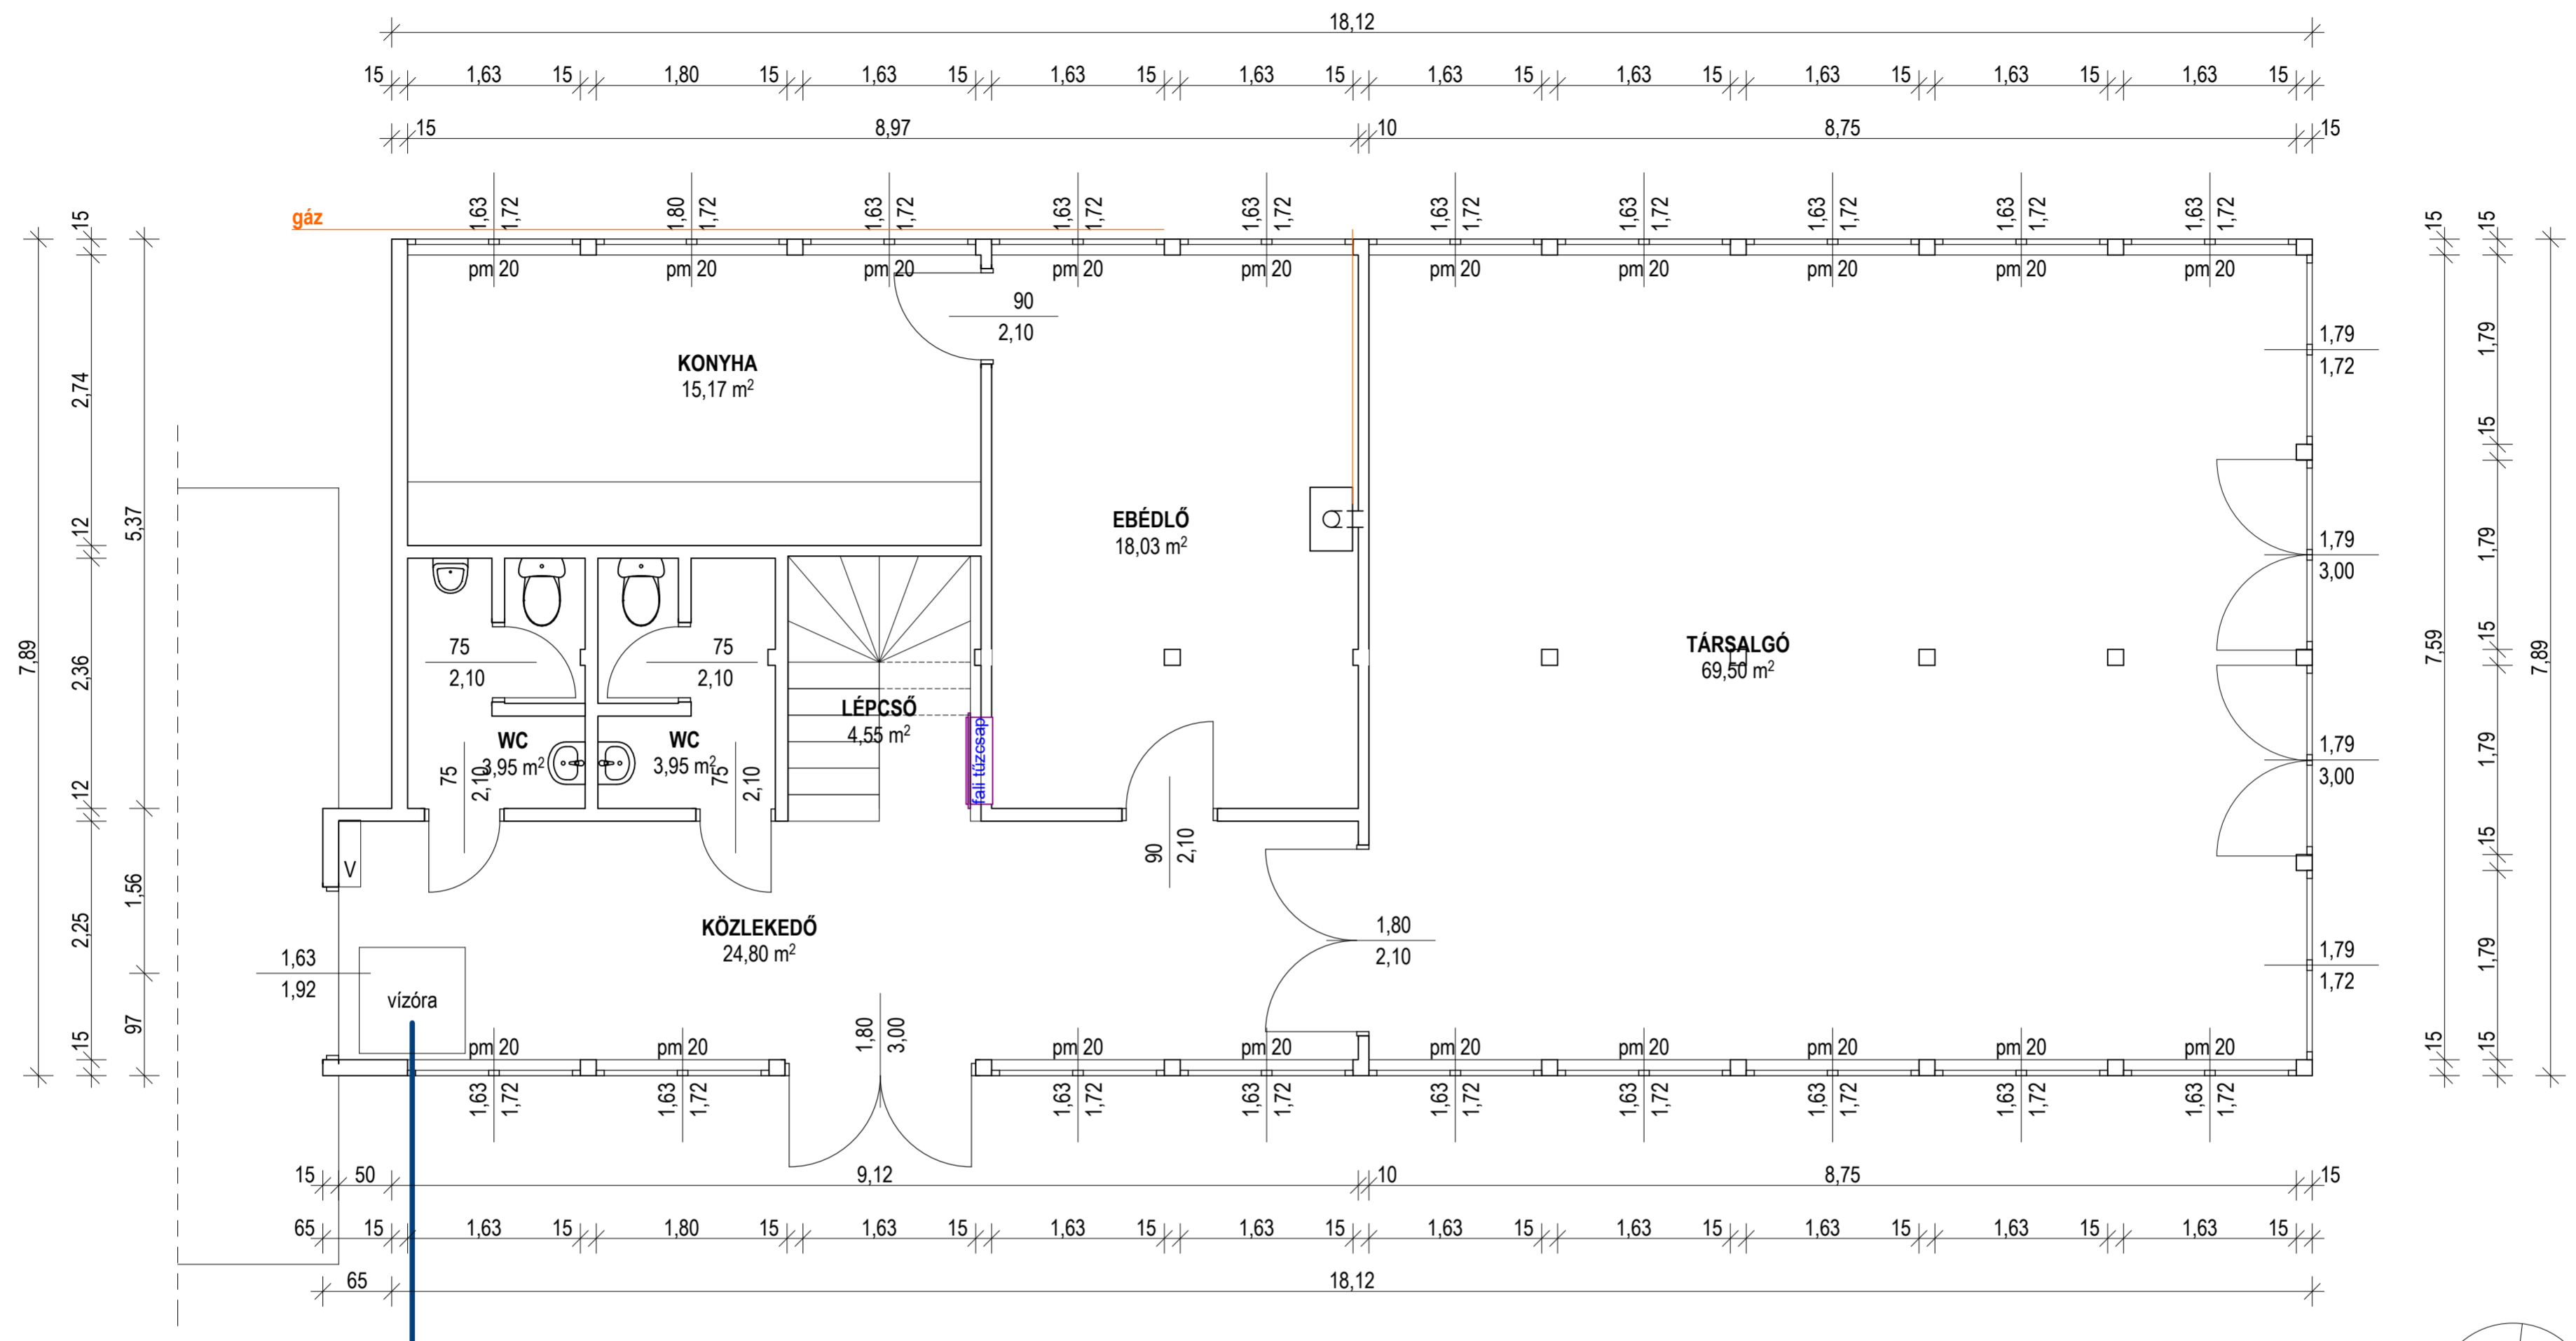 18,12
15 1,63 15 1,80 15 1,63 15 1,63 15 1,63 15 1,63 15 1,63 15 1,63 15 1,63 15 1,63 15
15 8,97 10 8,75 15
gáz
1,63 1,72 1,80 1,72 1,63 1,72 1,63 1,72 1,63 1,72 1,63 1,72 1,63 1,72 1,63 1,72 1,63 1,72 1,63 1,72
pm 20 pm 20 pm 20 pm 20 pm 20 pm 20 pm 20 pm 20 pm 20 pm 20
7,89
15 2,74 12 2,36 12 2,25 15
5,37 1,56 97
90
2,10
KONYHA
15,17 m²
EBÉDLŐ
18,03 m²
TÁRSALGÓ
69,50 m²
75
2,10
75
2,10
LÉPCSŐ
4,55 m²
fali tűzcsap
WC
3,95 m²
WC
3,95 m²
75
2,10
75
2,10
90
2,10
V
KÖZLEKEDŐ
24,80 m²
1,80
2,10
1,63
1,92
vízóra
1,80
3,00
1,79
1,72
1,79
3,00
1,79
3,00
1,79
1,72
15 7,59 15
15 1,79 15 1,79 15 1,79 15 1,79 15
7,89
pm 20 pm 20 pm 20 pm 20 pm 20 pm 20 pm 20 pm 20 pm 20
1,63 1,72 1,63 1,72 1,63 1,72 1,63 1,72 1,63 1,72 1,63 1,72 1,63 1,72 1,63 1,72 1,63 1,72
15 50 9,12 10 8,75 15
65 15 1,63 15 1,80 15 1,63 15 1,63 15 1,63 15 1,63 15 1,63 15 1,63 15 1,63 15 1,63 15
65 18,12